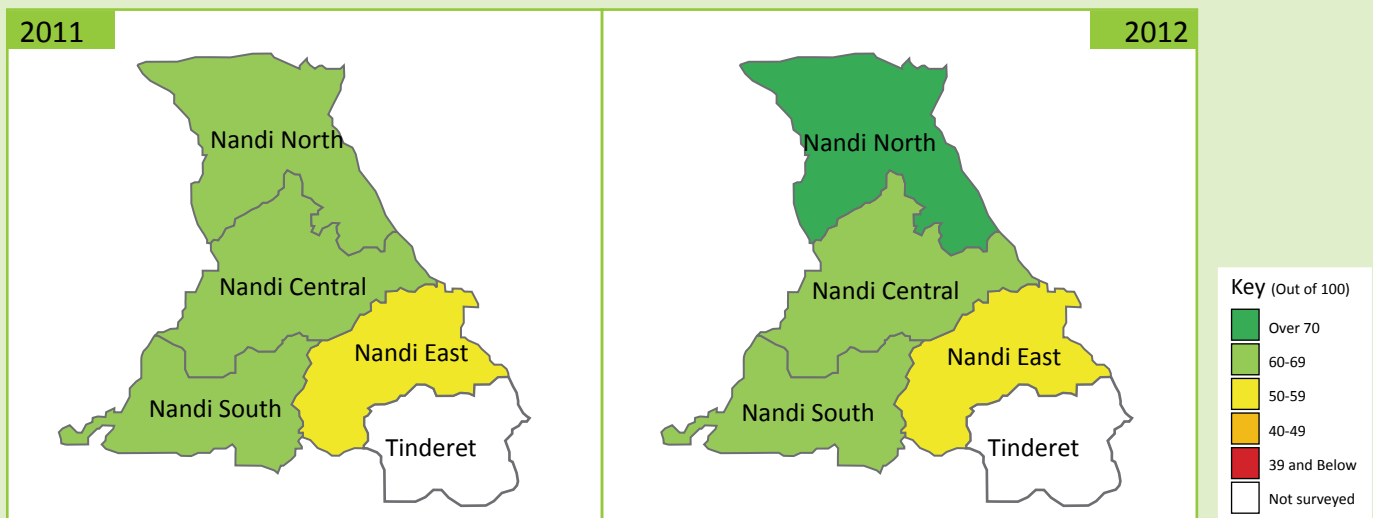 2011
Nandi North
Nandi Central
Nandi East
Nandi South
Tinderet
2012
Nandi North
Nandi Central
Nandi East
Nandi South
Tinderet
Key (Out of 100)
Over 70
60-69
50-59
40-49
39 and Below
Not surveyed